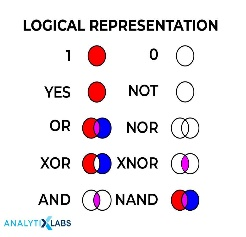 LOGICAL REPRESENTATION
1 0
YES NOT
OR NOR
XOR XNOR
AND NAND
ANALYTIXLABS